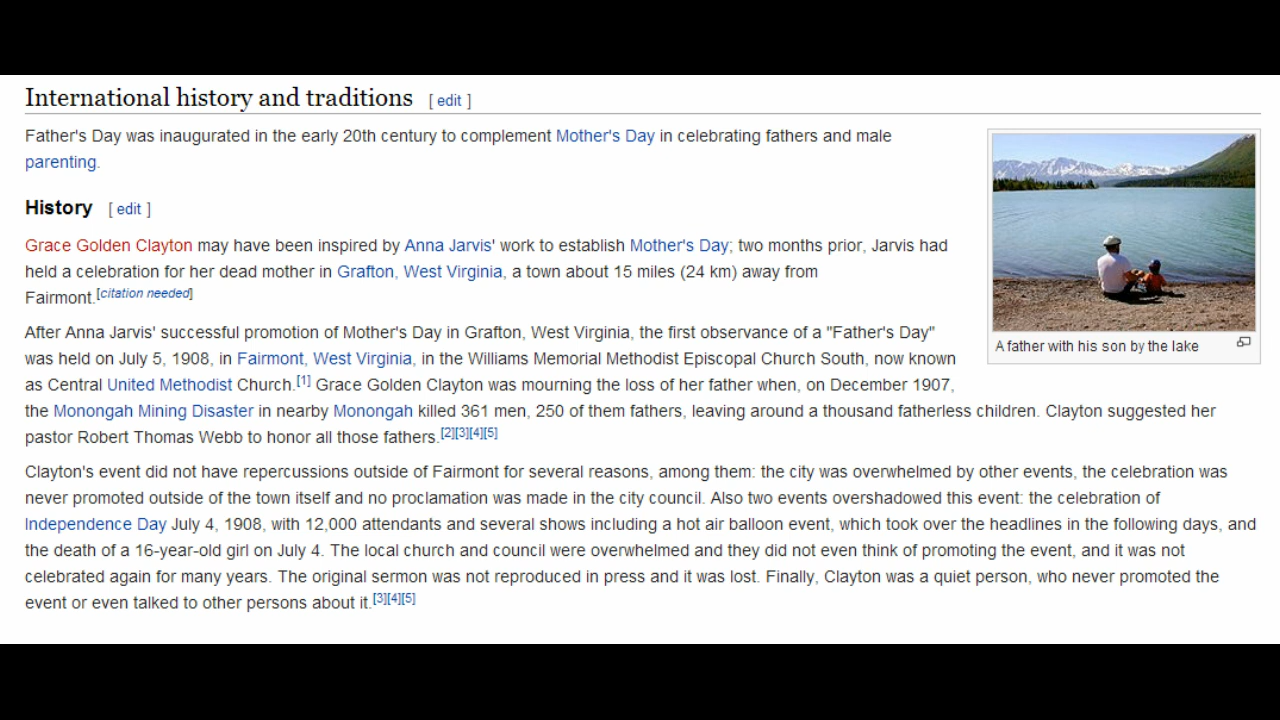 International history and traditions [ edit ]
Father's Day was inaugurated in the early 20th century to complement Mother's Day in celebrating fathers and male
parenting.
History [ edit ]
Grace Golden Clayton may have been inspired by Anna Jarvis' work to establish Mother's Day; two months prior, Jarvis had
held a celebration for her dead mother in Grafton, West Virginia, a town about 15 miles (24 km) away from
Fairmont.[citation needed]
After Anna Jarvis' successful promotion of Mother's Day in Grafton, West Virginia, the first observance of a "Father's Day"
was held on July 5, 1908, in Fairmont, West Virginia, in the Williams Memorial Methodist Episcopal Church South, now known
as Central United Methodist Church.[1] Grace Golden Clayton was mourning the loss of her father when, on December 1907,
the Monongah Mining Disaster in nearby Monongah killed 361 men, 250 of them fathers, leaving around a thousand fatherless children. Clayton suggested her
pastor Robert Thomas Webb to honor all those fathers.[2][3][4][5]
Clayton's event did not have repercussions outside of Fairmont for several reasons, among them: the city was overwhelmed by other events, the celebration was
never promoted outside of the town itself and no proclamation was made in the city council. Also two events overshadowed this event: the celebration of
Independence Day July 4, 1908, with 12,000 attendants and several shows including a hot air balloon event, which took over the headlines in the following days, and
the death of a 16-year-old girl on July 4. The local church and council were overwhelmed and they did not even think of promoting the event, and it was not
celebrated again for many years. The original sermon was not reproduced in press and it was lost. Finally, Clayton was a quiet person, who never promoted the
event or even talked to other persons about it.[3][4][5]
A father with his son by the lake